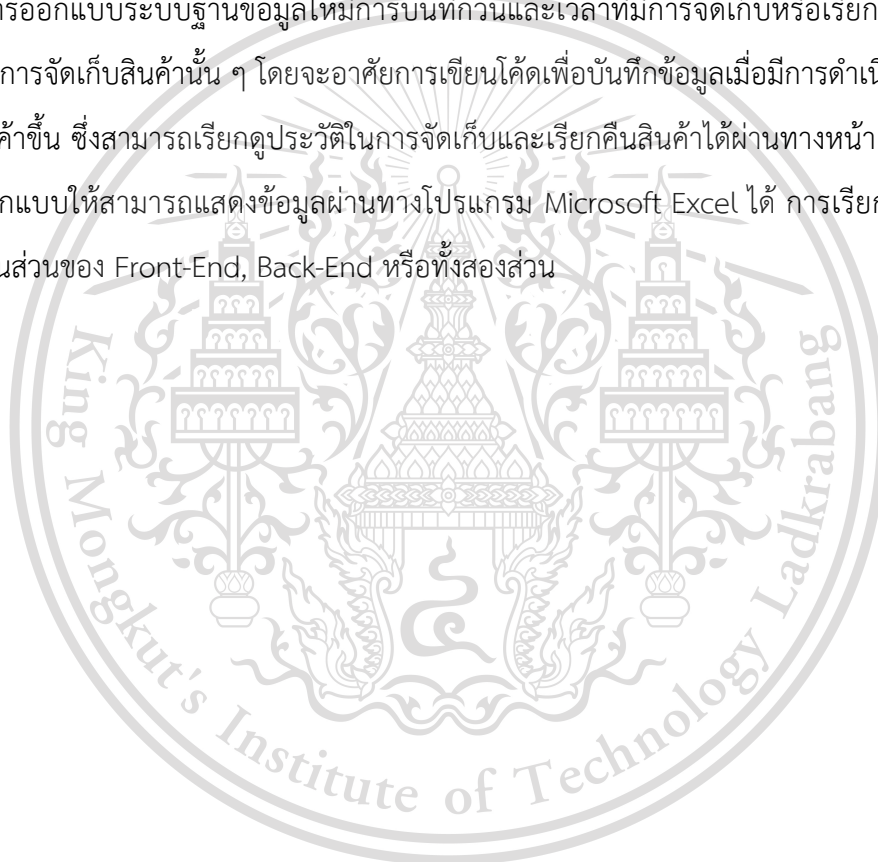 ารออกแบบระบบฐานข้อมูลให้มีการบันทึกวันและเวลาที่มีการจัดเก็บหรือเรียก
การจัดเก็บสินค้านั้น ๆ โดยจะอาศัยการเขียนโค้ดเพื่อบันทึกข้อมูลเมื่อมีการดำเนิ
ค้าขึ้น ซึ่งสามารถเรียกดูประวัติในการจัดเก็บและเรียกคืนสินค้าได้ผ่านทางหน้า
กแบบให้สามารถแสดงข้อมูลผ่านทางโปรแกรม Microsoft Excel ได้ การเรียก
นส่วนของ Front-End, Back-End หรือทั้งสองส่วน
King Mongkut's Institute of Technology Ladkrabang